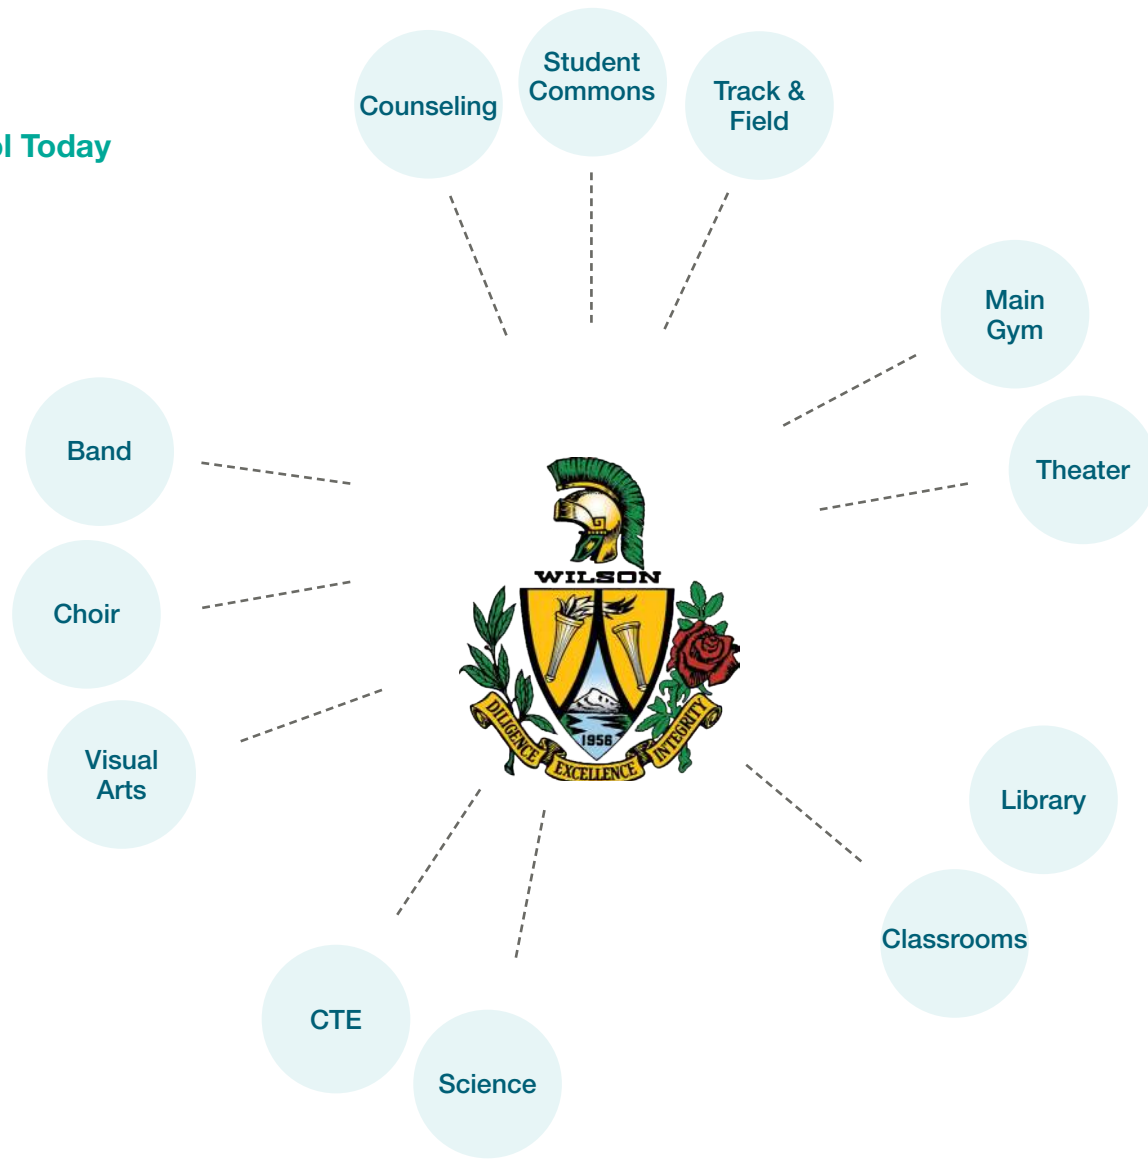 ol Today
Counseling
Student
Commons
Track &
Field
Main
Gym
Theater
Band
Choir
Visual
Arts
WILSON
1956
DILIGENCE
EXCELLENCE
INTEGRITY
Library
Classrooms
CTE
Science